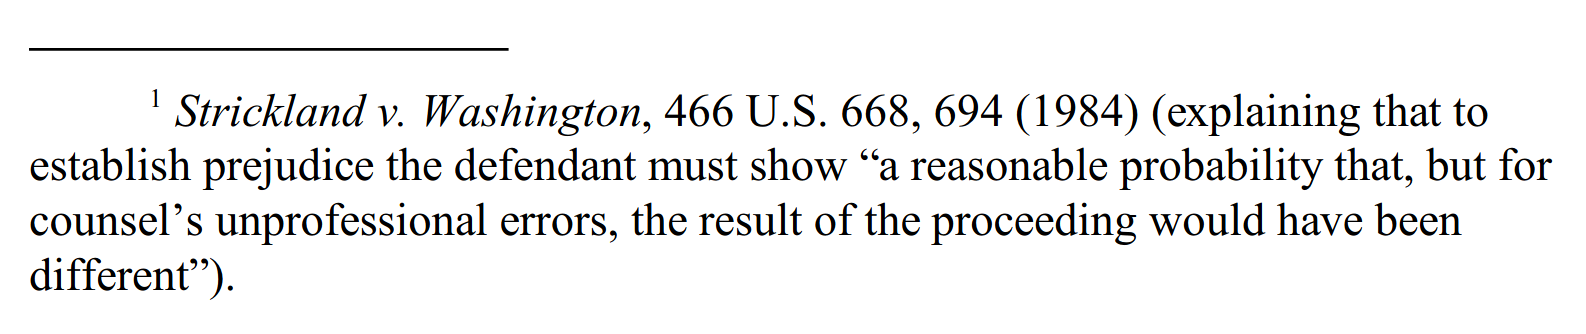 1 Strickland v. Washington, 466 U.S. 668, 694 (1984) (explaining that to
establish prejudice the defendant must show “a reasonable probability that, but for
counsel’s unprofessional errors, the result of the proceeding would have been
different”).